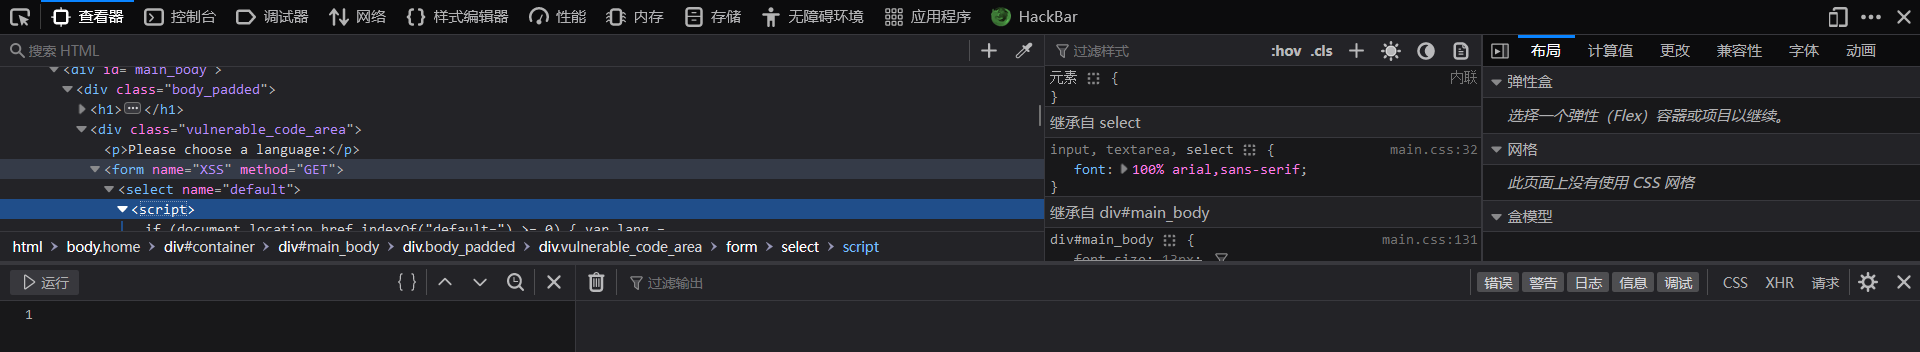 查看器 控制台 调试器 网络 样式编辑器 性能 内存 存储 无障碍环境 应用程序 HackBar
搜索 HTML
<div id="main_body">
<div class="body_padded">
<h1> </h1>
<div class="vulnerable_code_area">
<p>Please choose a language:</p>
<form name="XSS" method="GET">
<select name="default">
<script>
if (document.location.href.indexOf("default=") >= 0) { var lang =
html > body.home > div#container > div#main_body > div.body_padded > div.vulnerable_code_area > form > select > script
过滤样式 :hov .cls
元素 { 内联
}
继承自 select
input, textarea, select { main.css:32
font: 100% arial,sans-serif;
}
继承自 div#main_body
div#main_body { main.css:131
font-size: 13px;
布局 计算值 更改 兼容性 字体 动画
弹性盒
选择一个弹性（Flex）容器或项目以继续。
网格
此页面上没有使用 CSS 网格
盒模型
运行 { } 过滤输出 错误 警告 日志 信息 调试 CSS XHR 请求
1